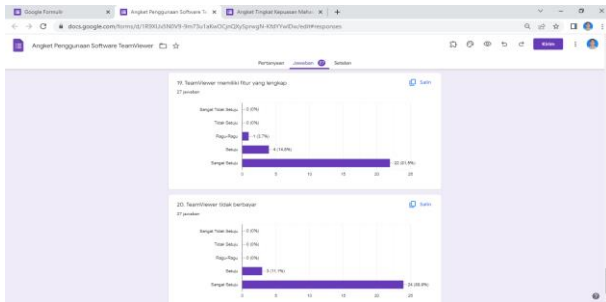 Google Formulir
Angket Penggunaan Software Te
Angket Tingkat Kepuasan Mahas
Angket Penggunaan Software TeamViewer
Kirim
Pertanyaan Jawaban 27 Setelan
19. TeamViewer memiliki fitur yang lengkap
Salin
27 jawaban
Sangat Tidak Setuju 0 (0%)
Tidak Setuju 0 (0%)
Ragu-Ragu 1 (3,7%)
Setuju 4 (14,8%)
Sangat Setuju 22 (81,5%)
0 5 10 15 20 25
20. TeamViewer tidak berbayar
Salin
27 jawaban
Sangat Tidak Setuju 0 (0%)
Tidak Setuju 0 (0%)
Ragu-Ragu 0 (0%)
Setuju 3 (11,1%)
Sangat Setuju 24 (88,9%)
0 5 10 15 20 25